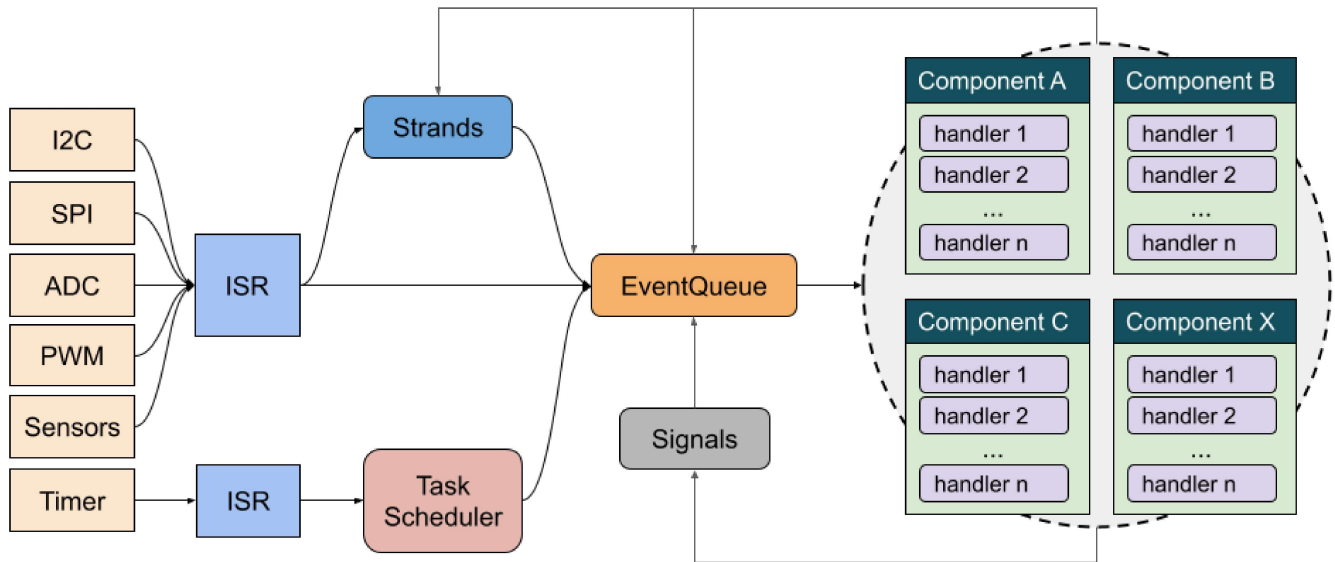 I2C
SPI
ADC
PWM
Sensors
Timer
ISR
ISR
Strands
Task
Scheduler
EventQueue
Signals
Component A
handler 1
handler 2
...
handler n
Component B
handler 1
handler 2
...
handler n
Component C
handler 1
handler 2
...
handler n
Component X
handler 1
handler 2
...
handler n